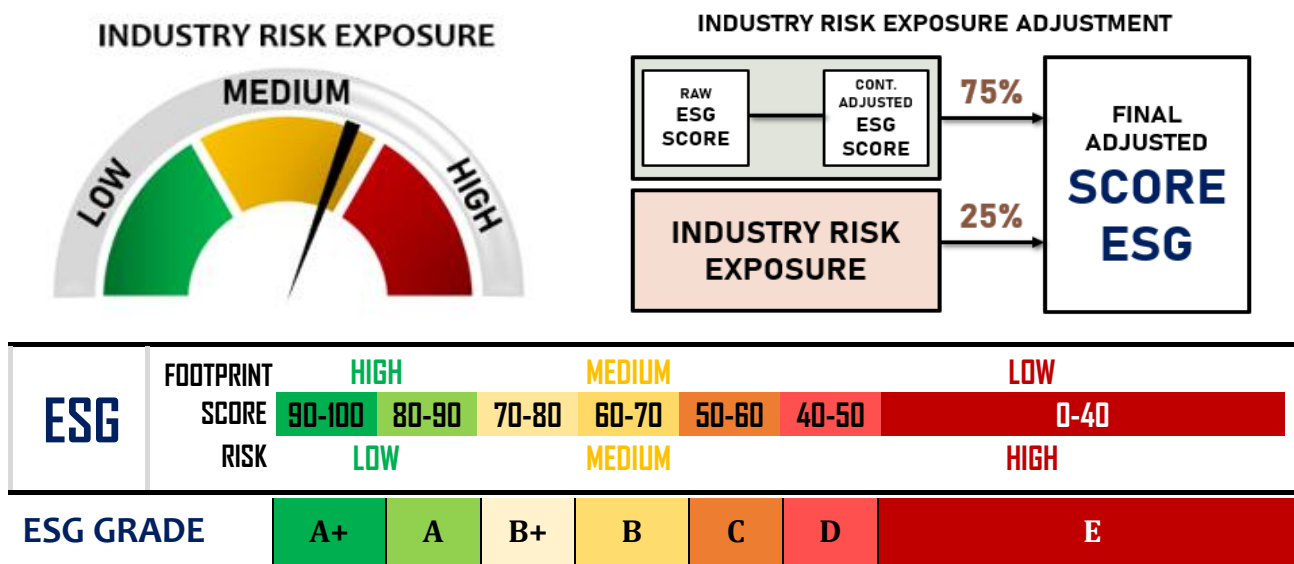 INDUSTRY RISK EXPOSURE
LOW
MEDIUM
HIGH
INDUSTRY RISK EXPOSURE ADJUSTMENT
RAW
ESG
SCORE
CONT.
ADJUSTED
ESG
SCORE
75%
INDUSTRY RISK
EXPOSURE
25%
FINAL
ADJUSTED
SCORE
ESG
ESG
FOOTPRINT HIGH MEDIUM LOW
SCORE 90-100 80-90 70-80 60-70 50-60 40-50 0-40
RISK LOW MEDIUM HIGH
ESG GRADE A+ A B+ B C D E